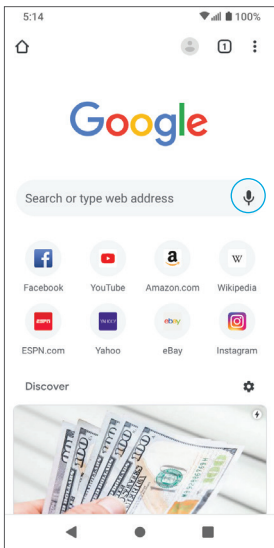 5:14
100%
1
Google
Search or type web address
Facebook
YouTube
Amazon.com
Wikipedia
ESPN.com
Yahoo
eBay
Instagram
Discover